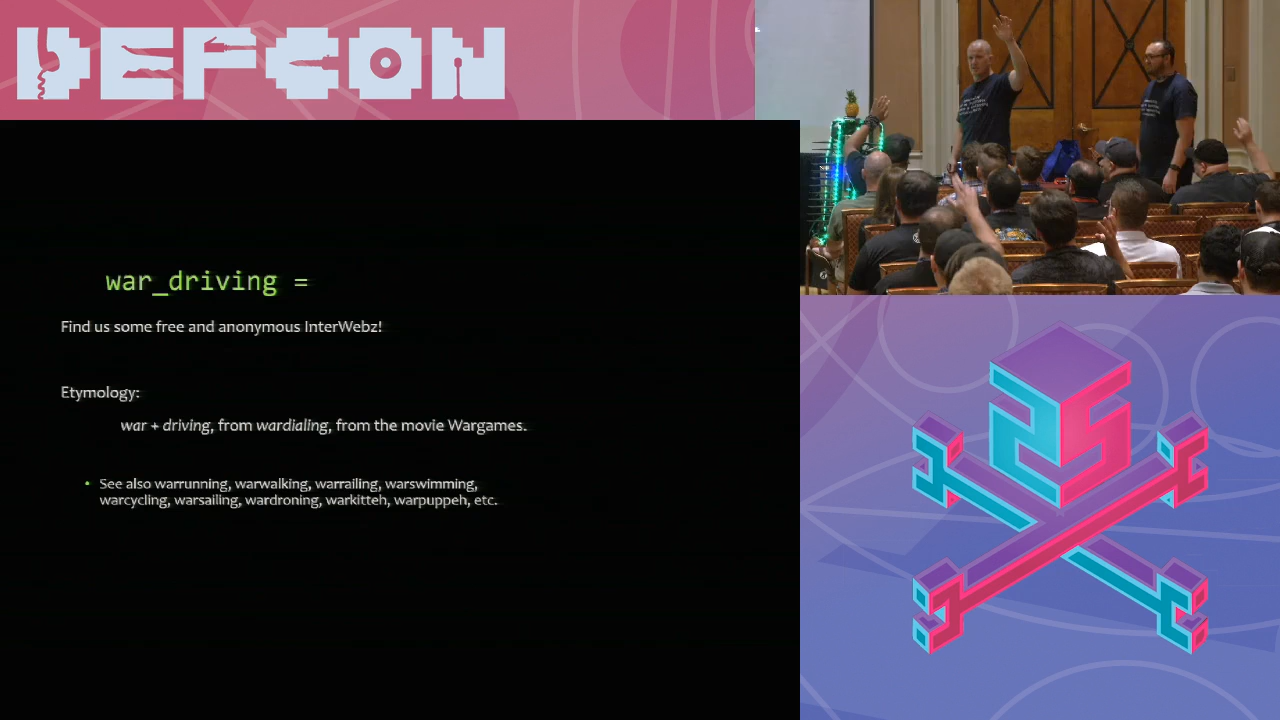 DEFCON
war_driving =
Find us some free and anonymous InterWebz!
Etymology:
war + driving, from wardialing, from the movie Wargames.
• See also warrunning, warwalking, warrailing, warswimming,
warcycling, warsailing, wardroning, warkitteh, warpuppeh, etc.
25